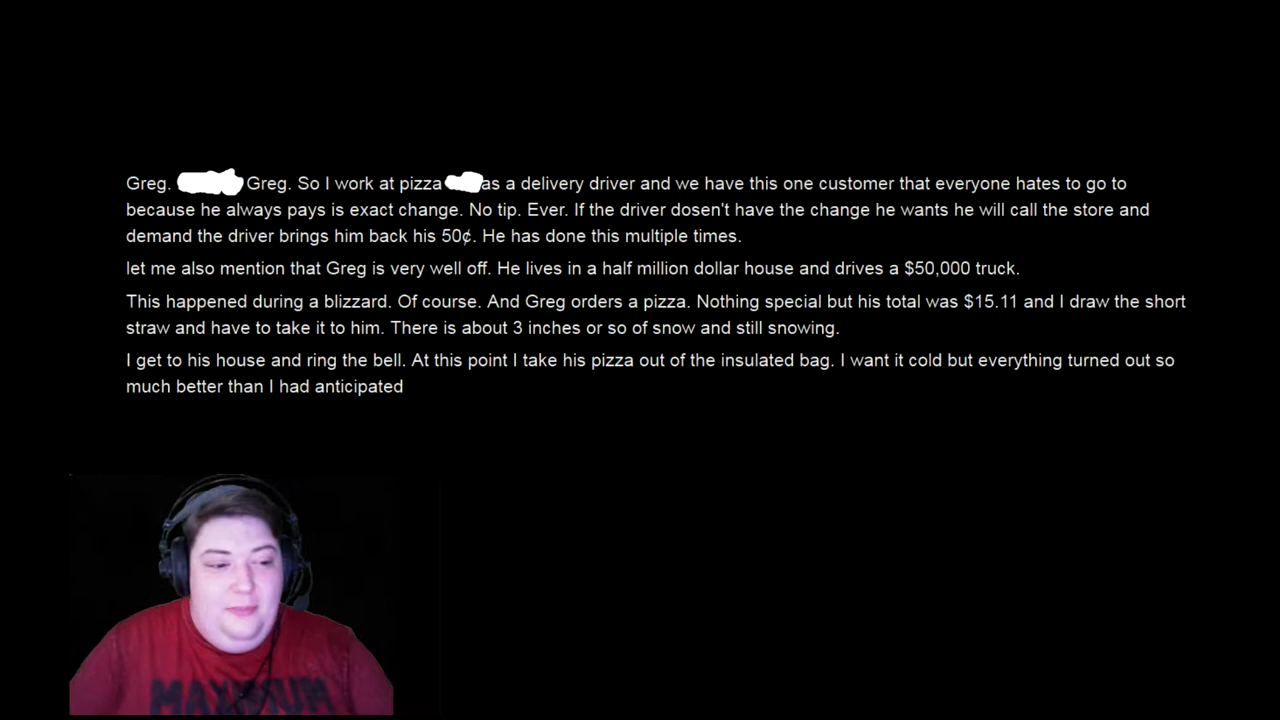 Greg. Greg. So I work at pizza as a delivery driver and we have this one customer that everyone hates to go to
because he always pays is exact change. No tip. Ever. If the driver dosen't have the change he wants he will call the store and
demand the driver brings him back his 50¢. He has done this multiple times.
let me also mention that Greg is very well off. He lives in a half million dollar house and drives a $50,000 truck.
This happened during a blizzard. Of course. And Greg orders a pizza. Nothing special but his total was $15.11 and I draw the short
straw and have to take it to him. There is about 3 inches or so of snow and still snowing.
I get to his house and ring the bell. At this point I take his pizza out of the insulated bag. I want it cold but everything turned out so
much better than I had anticipated
MAXIMUM